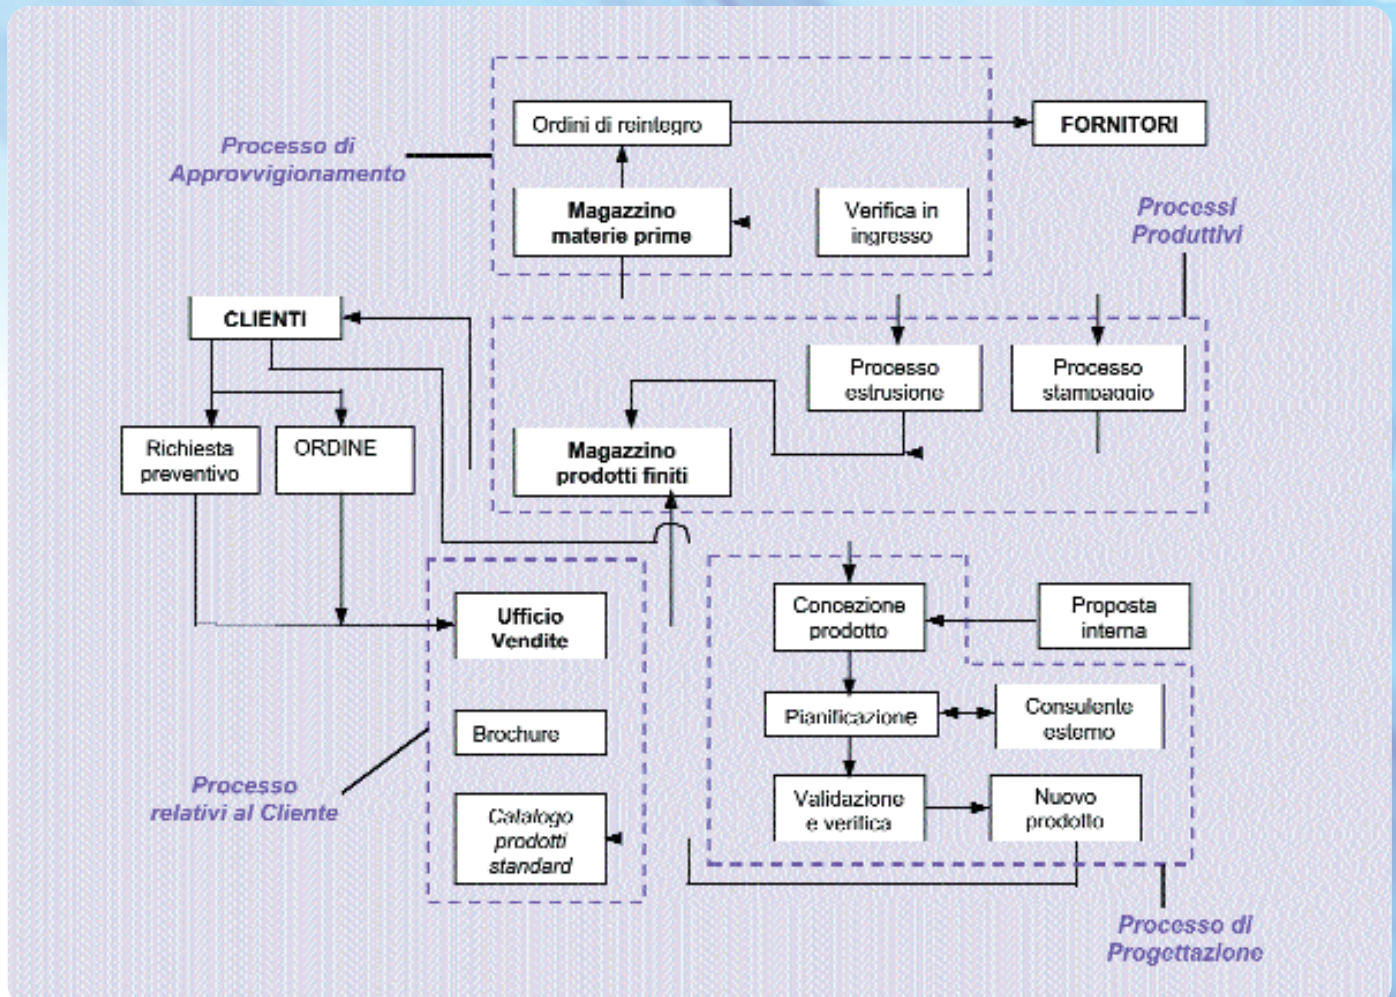 Ordini di reintegro
FORNITORI
Processo di
Approvvigionamento
Magazzino
materie prime
Verifica in
ingresso
Processi
Produttivi
CLIENTI
Processo
estrusione
Processo
stampaggio
Richiesta
preventivo
ORDINE
Magazzino
prodotti finiti
Ufficio
Vendite
Concezione
prodotto
Proposta
interna
Pianificazione
Consulente
esterno
Brochure
Processo
relativi al Cliente
Catalogo
prodotti
standard
Validazione
e verifica
Nuovo
prodotto
Processo di
Progettazione